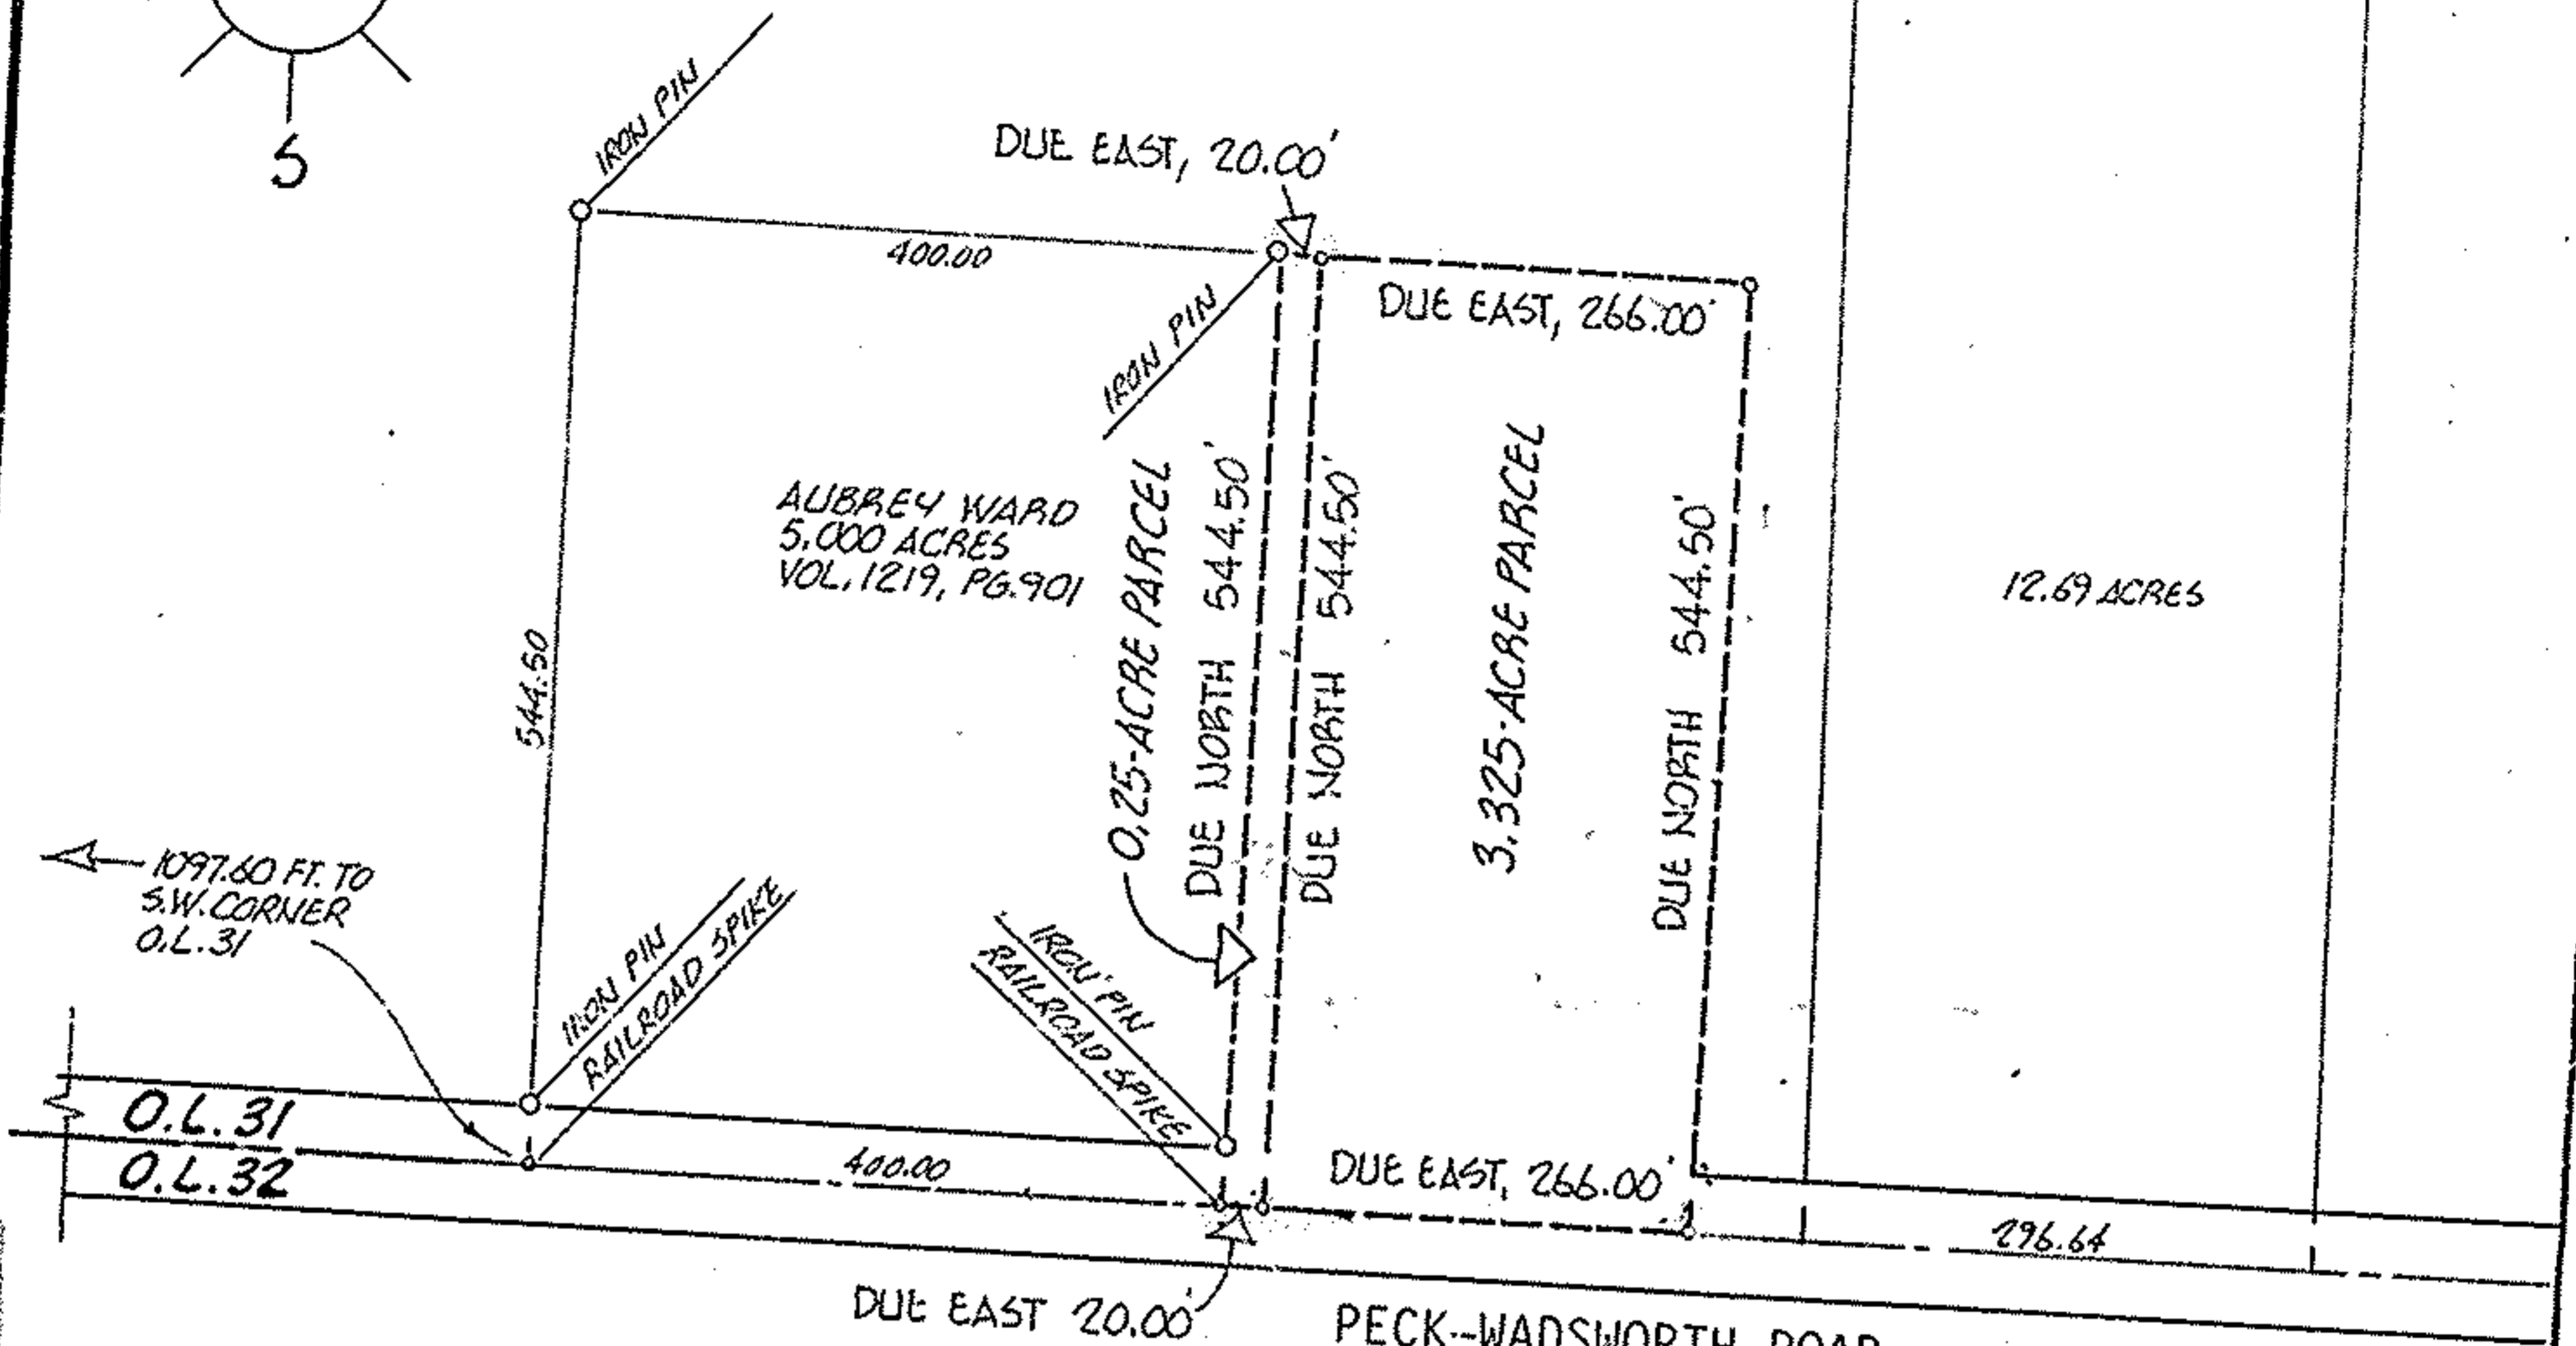 S
IRON PIN
DUE EAST, 20.00'
400.00
IRON PIN
DUE EAST, 266.00'
AUBREY WARD
5.000 ACRES
VOL. 1219, PG. 901
0.25-ACRE PARCEL
DUE NORTH 544.50'
DUE NORTH 544.50'
3.325-ACRE PARCEL
DUE NORTH 544.50'
12.69 ACRES
544.50
1097.60 FT. TO
S.W. CORNER
O.L. 31
IRON PIN
RAILROAD SPIKE
IRON PIN
RAILROAD SPIKE
O.L. 31
O.L. 32
400.00
DUE EAST, 266.00'
296.64
DUE EAST 20.00'
PECK-WADSWORTH ROAD